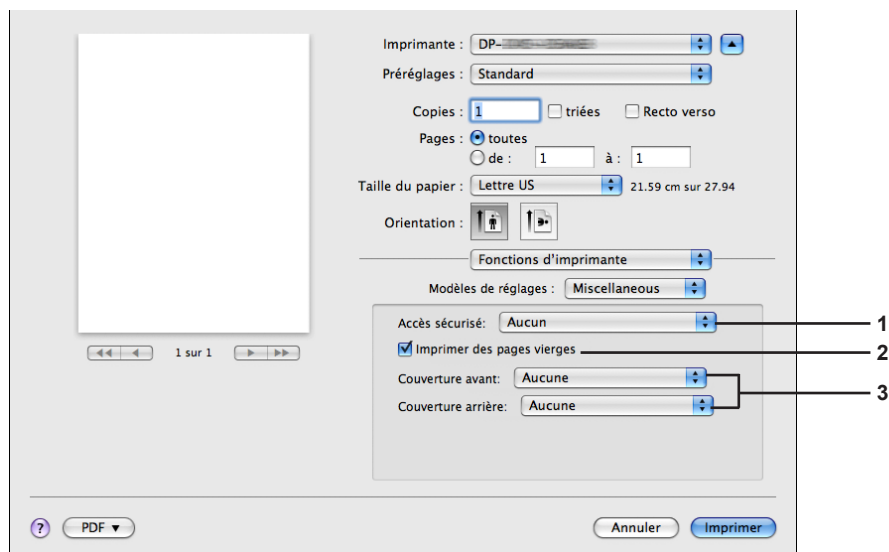 Imprimante : DP-
Préréglages : Standard
Copies : 1 triées Recto verso
Pages : toutes
de : 1 à : 1
Taille du papier : Lettre US 21.59 cm sur 27.94
Orientation :
Fonctions d'imprimante
Modèles de réglages : Miscellaneous
Accès sécurisé: Aucun 1
Imprimer des pages vierges 2
Couverture avant: Aucune
3
Couverture arrière: Aucune
1 sur 1
? PDF ▼ Annuler Imprimer